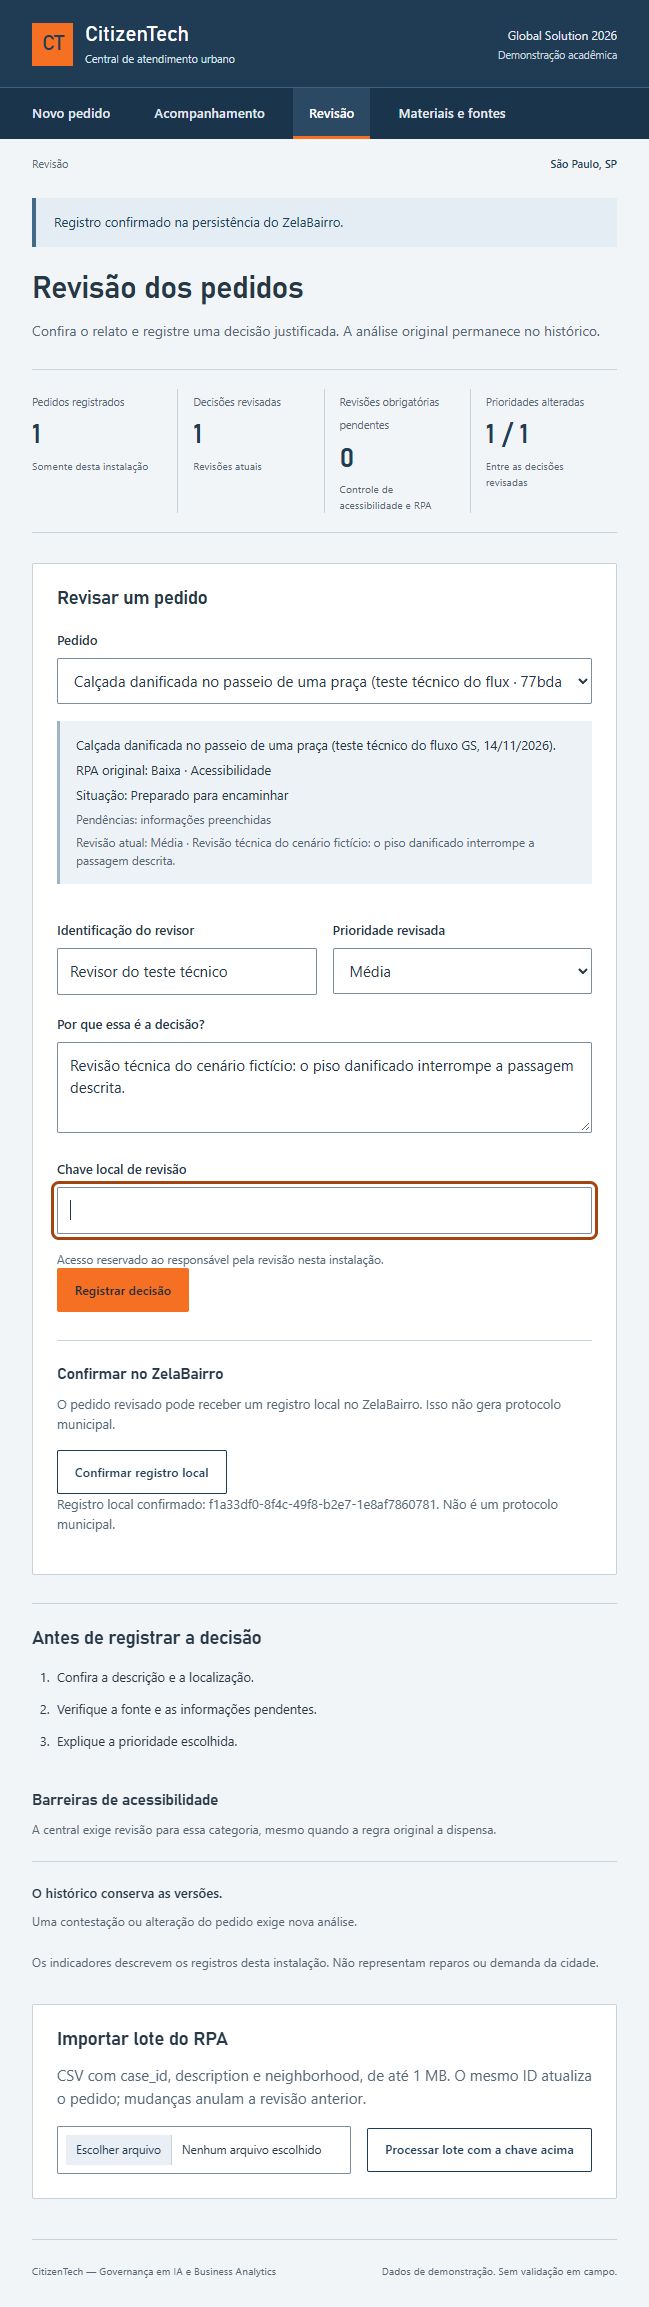 CT
CitizenTech
Central de atendimento urbano
Global Solution 2026
Demonstração acadêmica
Novo pedido
Acompanhamento
Revisão
Materiais e fontes
Revisão
São Paulo, SP
Registro confirmado na persistência do ZelaBairro.
Revisão dos pedidos
Confira o relato e registre uma decisão justificada. A análise original permanece no histórico.
Pedidos registrados
1
Somente desta instalação
Decisões revisadas
1
Revisões atuais
Revisões obrigatórias
pendentes
0
Controle de
acessibilidade e RPA
Prioridades alteradas
1 / 1
Entre as decisões
revisadas
Revisar um pedido
Pedido
Calçada danificada no passeio de uma praça (teste técnico do flux · 77bda
Calçada danificada no passeio de uma praça (teste técnico do fluxo GS, 14/11/2026).
RPA original: Baixa · Acessibilidade
Situação: Preparado para encaminhar
Pendências: informações preenchidas
Revisão atual: Média · Revisão técnica do cenário fictício: o piso danificado interrompe a
passagem descrita.
Identificação do revisor
Prioridade revisada
Revisor do teste técnico
Média
Por que essa é a decisão?
Revisão técnica do cenário fictício: o piso danificado interrompe a passagem
descrita.
Chave local de revisão
Acesso reservado ao responsável pela revisão nesta instalação.
Registrar decisão
Confirmar no ZelaBairro
O pedido revisado pode receber um registro local no ZelaBairro. Isso não gera protocolo
municipal.
Confirmar registro local
Registro local confirmado: f1a33df0-8f4c-49f8-b2e7-1e8af7860781. Não é um protocolo
municipal.
Antes de registrar a decisão
1. Confira a descrição e a localização.
2. Verifique a fonte e as informações pendentes.
3. Explique a prioridade escolhida.
Barreiras de acessibilidade
A central exige revisão para essa categoria, mesmo quando a regra original a dispensa.
O histórico conserva as versões.
Uma contestação ou alteração do pedido exige nova análise.
Os indicadores descrevem os registros desta instalação. Não representam reparos ou demanda da cidade.
Importar lote do RPA
CSV com case_id, description e neighborhood, de até 1 MB. O mesmo ID atualiza
o pedido; mudanças anulam a revisão anterior.
Escolher arquivo
Nenhum arquivo escolhido
Processar lote com a chave acima
CitizenTech — Governança em IA e Business Analytics
Dados de demonstração. Sem validação em campo.